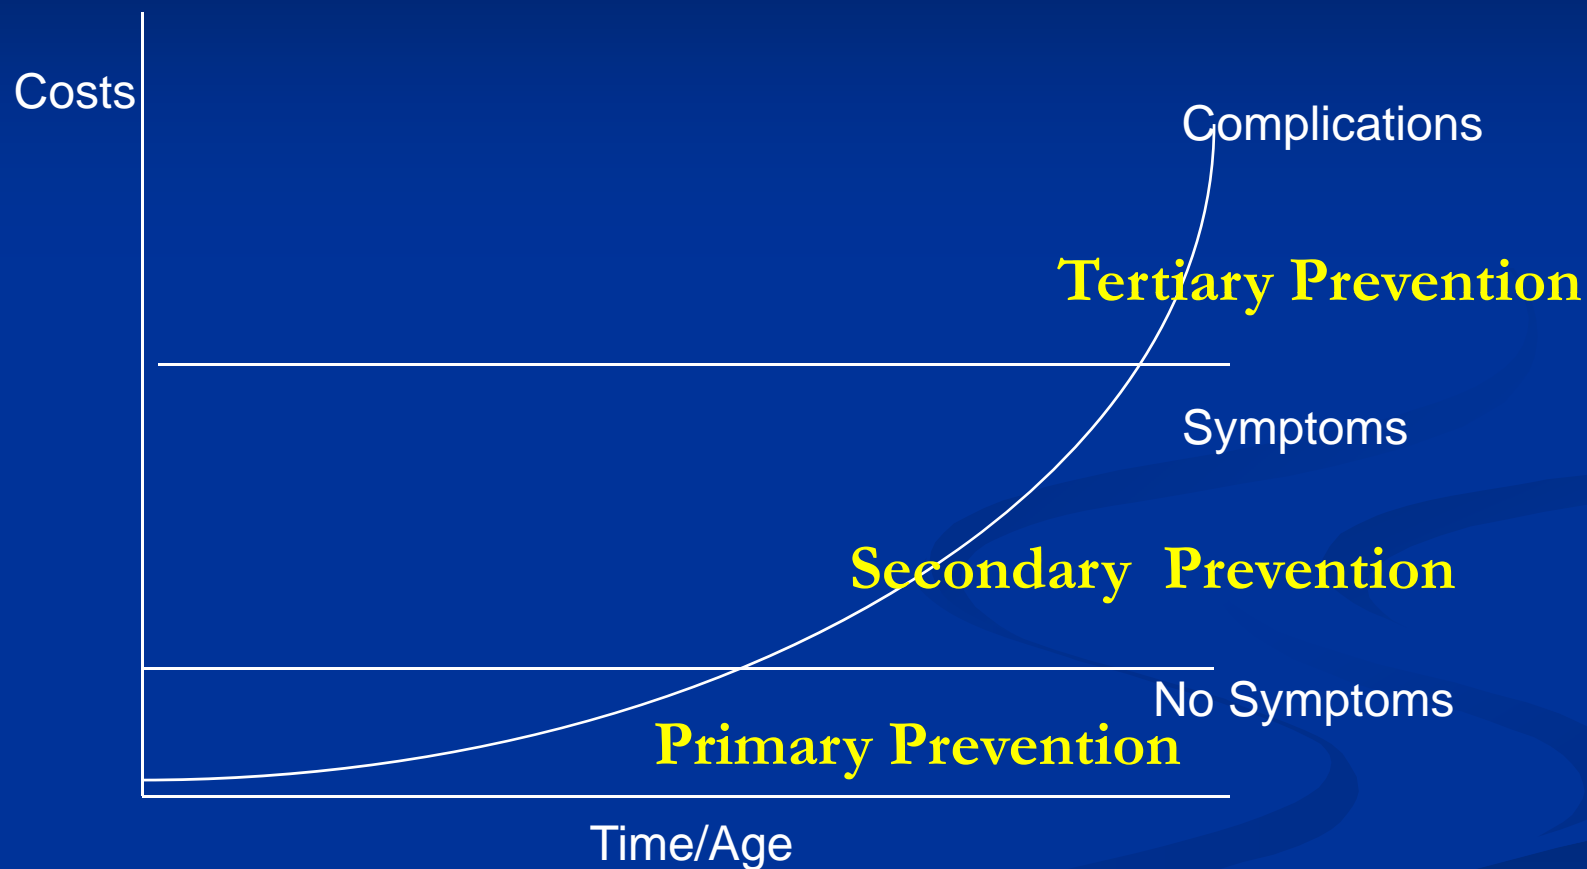 Costs
Complications
Tertiary Prevention
Symptoms
Secondary  Prevention
No Symptoms
Primary Prevention
Time/Age